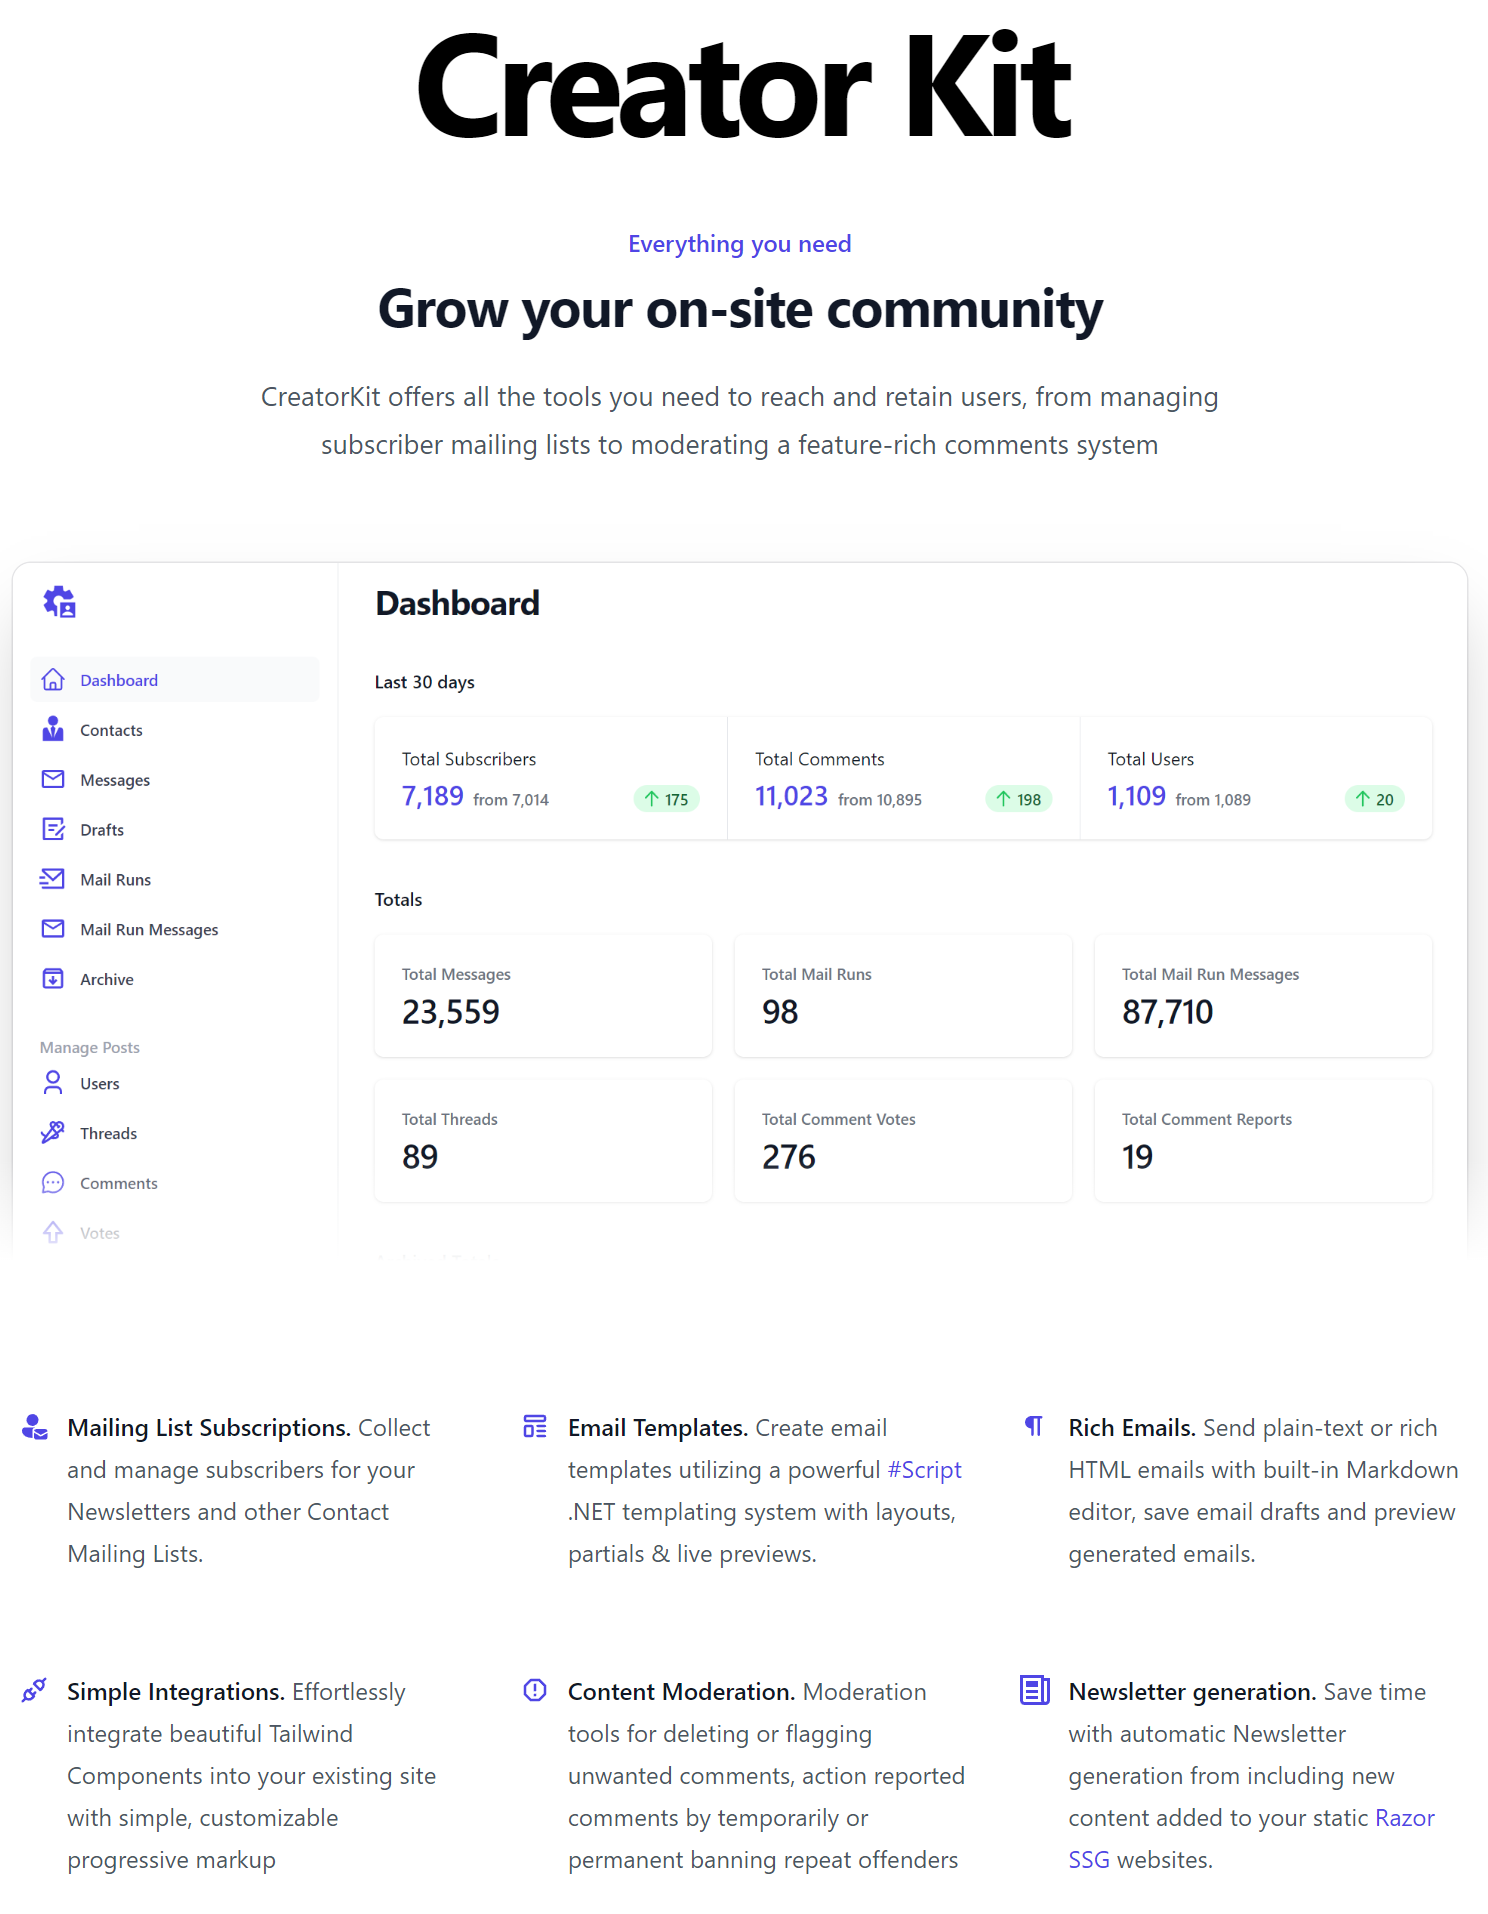 Creator Kit
Everything you need
Grow your on-site community
CreatorKit offers all the tools you need to reach and retain users, from managing
subscriber mailing lists to moderating a feature-rich comments system
Dashboard
Contacts
Messages
Drafts
Mail Runs
Mail Run Messages
Archive
Manage Posts
Users
Threads
Comments
Votes
Dashboard
Last 30 days
Total Subscribers
7,189 from 7,014
175
Total Comments
11,023 from 10,895
198
Total Users
1,109 from 1,089
20
Totals
Total Messages
23,559
Total Mail Runs
98
Total Mail Run Messages
87,710
Total Threads
89
Total Comment Votes
276
Total Comment Reports
19
Mailing List Subscriptions. Collect
and manage subscribers for your
Newsletters and other Contact
Mailing Lists.
Email Templates. Create email
templates utilizing a powerful #Script
.NET templating system with layouts,
partials & live previews.
Rich Emails. Send plain-text or rich
HTML emails with built-in Markdown
editor, save email drafts and preview
generated emails.
Simple Integrations. Effortlessly
integrate beautiful Tailwind
Components into your existing site
with simple, customizable
progressive markup
Content Moderation. Moderation
tools for deleting or flagging
unwanted comments, action reported
comments by temporarily or
permanent banning repeat offenders
Newsletter generation. Save time
with automatic Newsletter
generation from including new
content added to your static Razor
SSG websites.